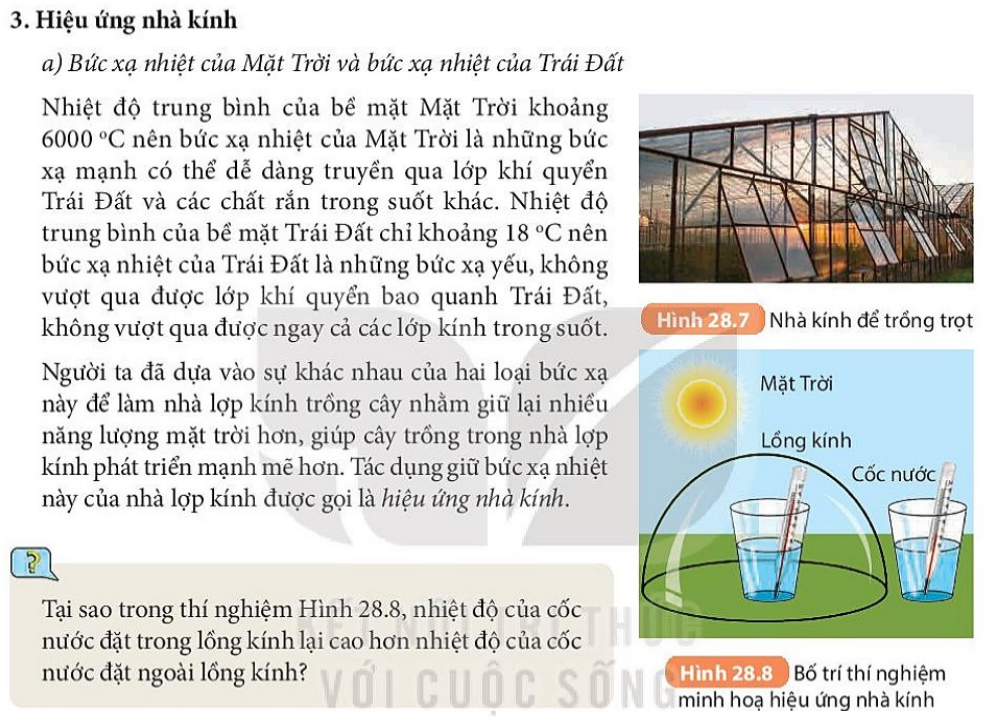 3. Hiệu ứng nhà kính
a) Bức xạ nhiệt của Mặt Trời và bức xạ nhiệt của Trái Đất
Nhiệt độ trung bình của bề mặt Mặt Trời khoảng
6000 °C nên bức xạ nhiệt của Mặt Trời là những bức
xạ mạnh có thể dễ dàng truyền qua lớp khí quyển
Trái Đất và các chất rắn trong suốt khác. Nhiệt độ
trung bình của bề mặt Trái Đất chỉ khoảng 18 °C nên
bức xạ nhiệt của Trái Đất là những bức xạ yếu, không
vượt qua được lớp khí quyển bao quanh Trái Đất,
không vượt qua được ngay cả các lớp kính trong suốt.
Người ta đã dựa vào sự khác nhau của hai loại bức xạ
này để làm nhà lợp kính trồng cây nhằm giữ lại nhiều
năng lượng mặt trời hơn, giúp cây trồng trong nhà lợp
kính phát triển mạnh mẽ hơn. Tác dụng giữ bức xạ nhiệt
này của nhà lợp kính được gọi là hiệu ứng nhà kính.
Hình 28.7 Nhà kính để trồng trọt
Mặt Trời
Lồng kính
Cốc nước
?
Tại sao trong thí nghiệm Hình 28.8, nhiệt độ của cốc
nước đặt trong lồng kính lại cao hơn nhiệt độ của cốc
nước đặt ngoài lồng kính?
Hình 28.8 Bố trí thí nghiệm
minh hoạ hiệu ứng nhà kính
KẾT NỐI TRI THỨC
VỚI CUỘC SỐNG